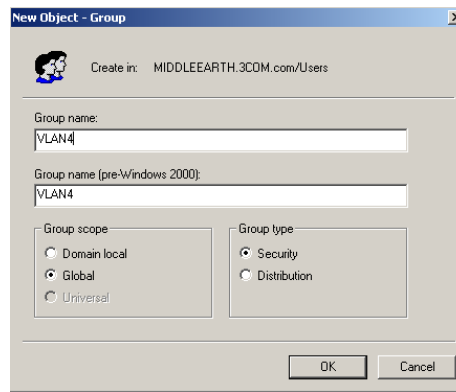 New Object - Group
Create in: MIDDLEEARTH.3COM.com/Users
Group name:
VLAN4
Group name (pre-Windows 2000):
VLAN4
Group scope
Domain local
Global
Universal
Group type
Security
Distribution
OK
Cancel